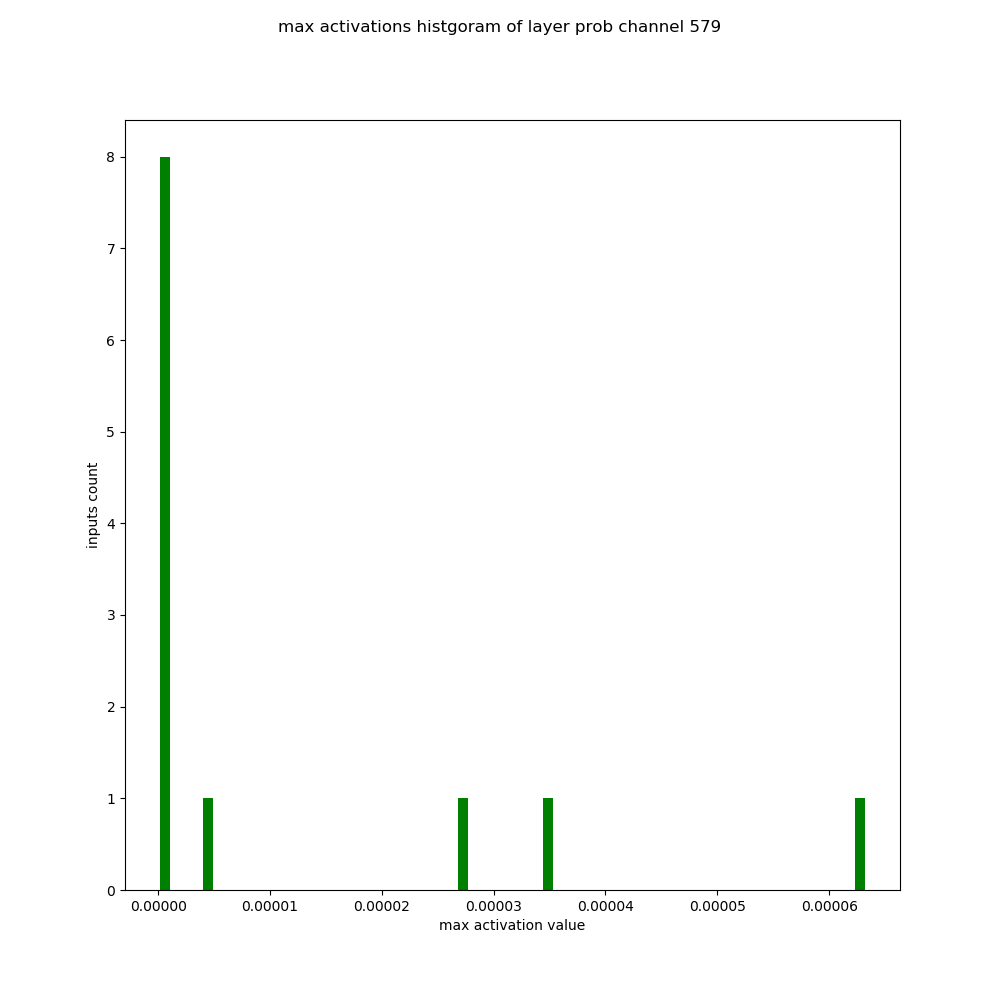 max activations histgoram of layer prob channel 579
8
7
6
5
4
3
2
1
0
inputs count
0.00000 0.00001 0.00002 0.00003 0.00004 0.00005 0.00006
max activation value